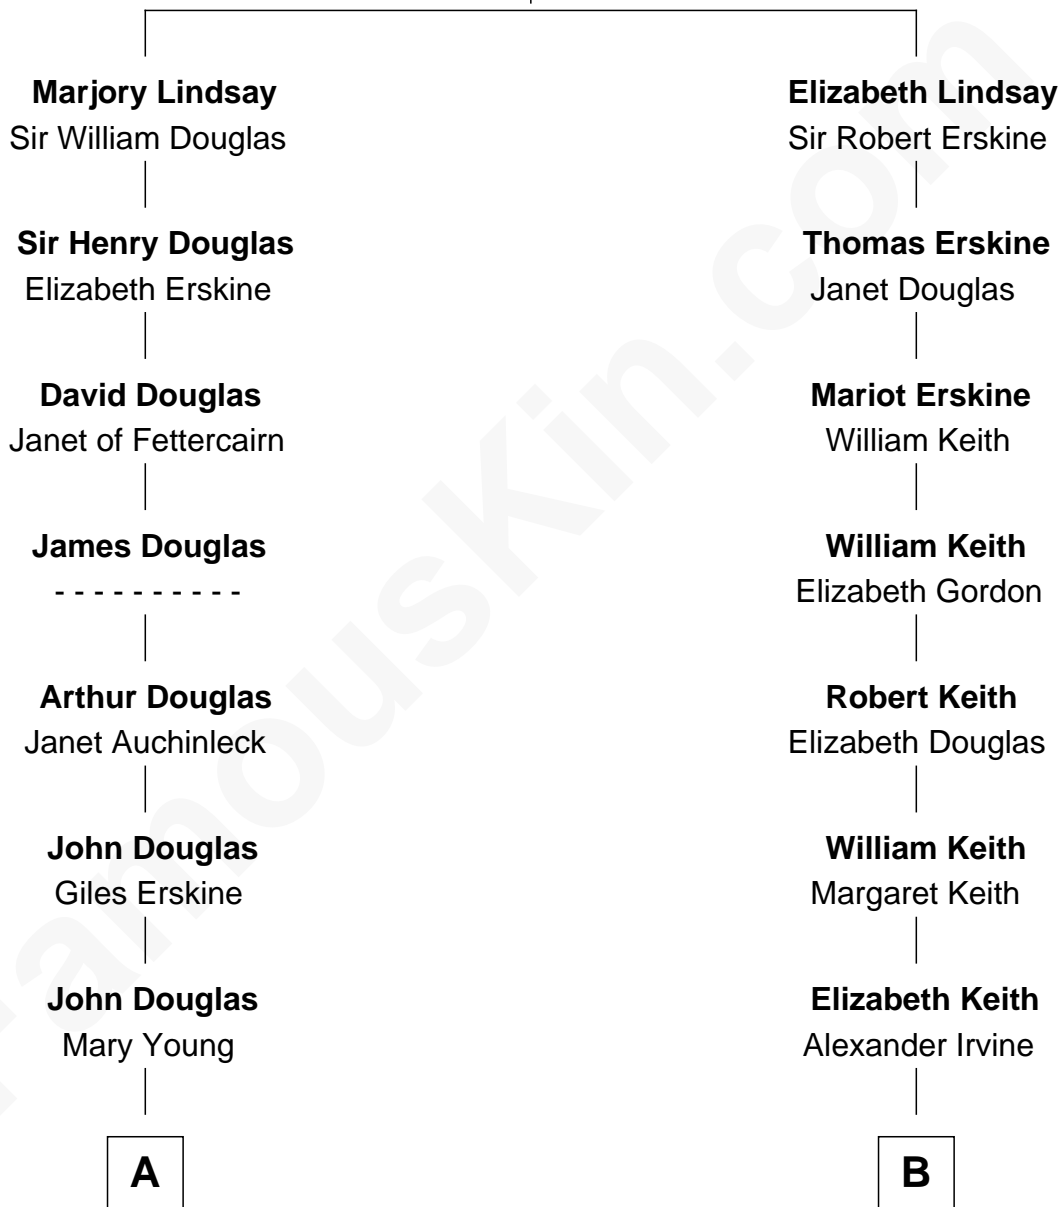 Marjory Lindsay
Sir William Douglas
Sir Henry Douglas
Elizabeth Erskine
David Douglas
Janet of Fettercairn
James Douglas
- - - - - - - - - -
Arthur Douglas
Janet Auchinleck
John Douglas
Giles Erskine
John Douglas
Mary Young
A
Elizabeth Lindsay
Sir Robert Erskine
Thomas Erskine
Janet Douglas
Mariot Erskine
William Keith
William Keith
Elizabeth Gordon
Robert Keith
Elizabeth Douglas
William Keith
Margaret Keith
Elizabeth Keith
Alexander Irvine
B
FamousKin.com